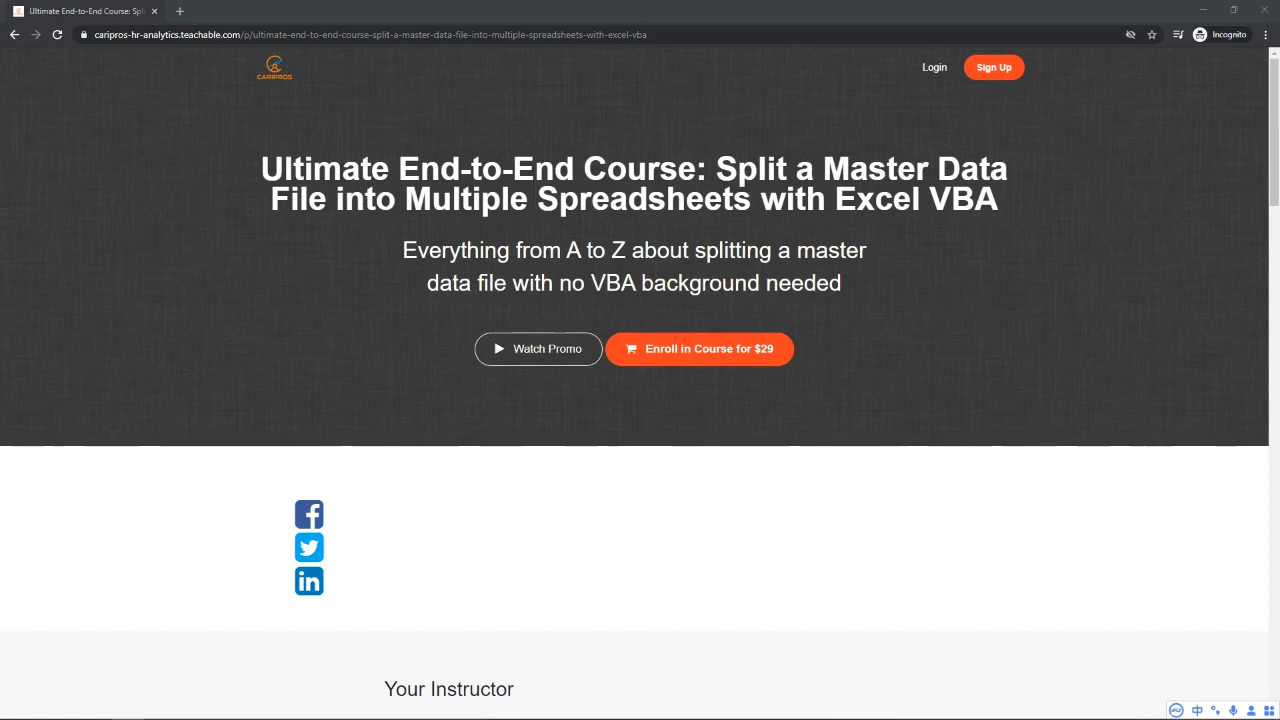 Ultimate End-to-End Course: Spli
caripros-hr-analytics.teachable.com/p/ultimate-end-to-end-course-split-a-master-data-file-into-multiple-spreadsheets-with-excel-vba
Incognito
CARIPROS
Login
Sign Up
Ultimate End-to-End Course: Split a Master Data
File into Multiple Spreadsheets with Excel VBA
Everything from A to Z about splitting a master
data file with no VBA background needed
Watch Promo
Enroll in Course for $29
Your Instructor
中